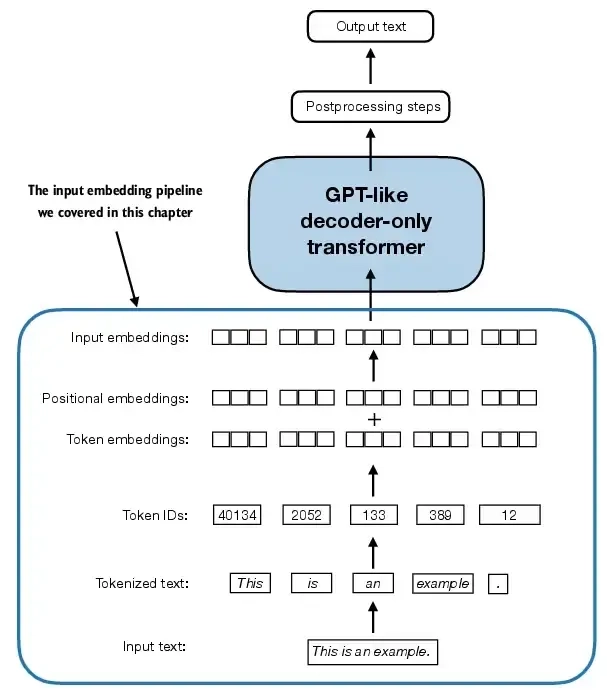 Output text
Postprocessing steps
The input embedding pipeline
we covered in this chapter
GPT-like
decoder-only
transformer
Input embeddings:
Positional embeddings:
+
Token embeddings:
Token IDs: 40134 2052 133 389 12
Tokenized text: This is an example .
Input text: This is an example.